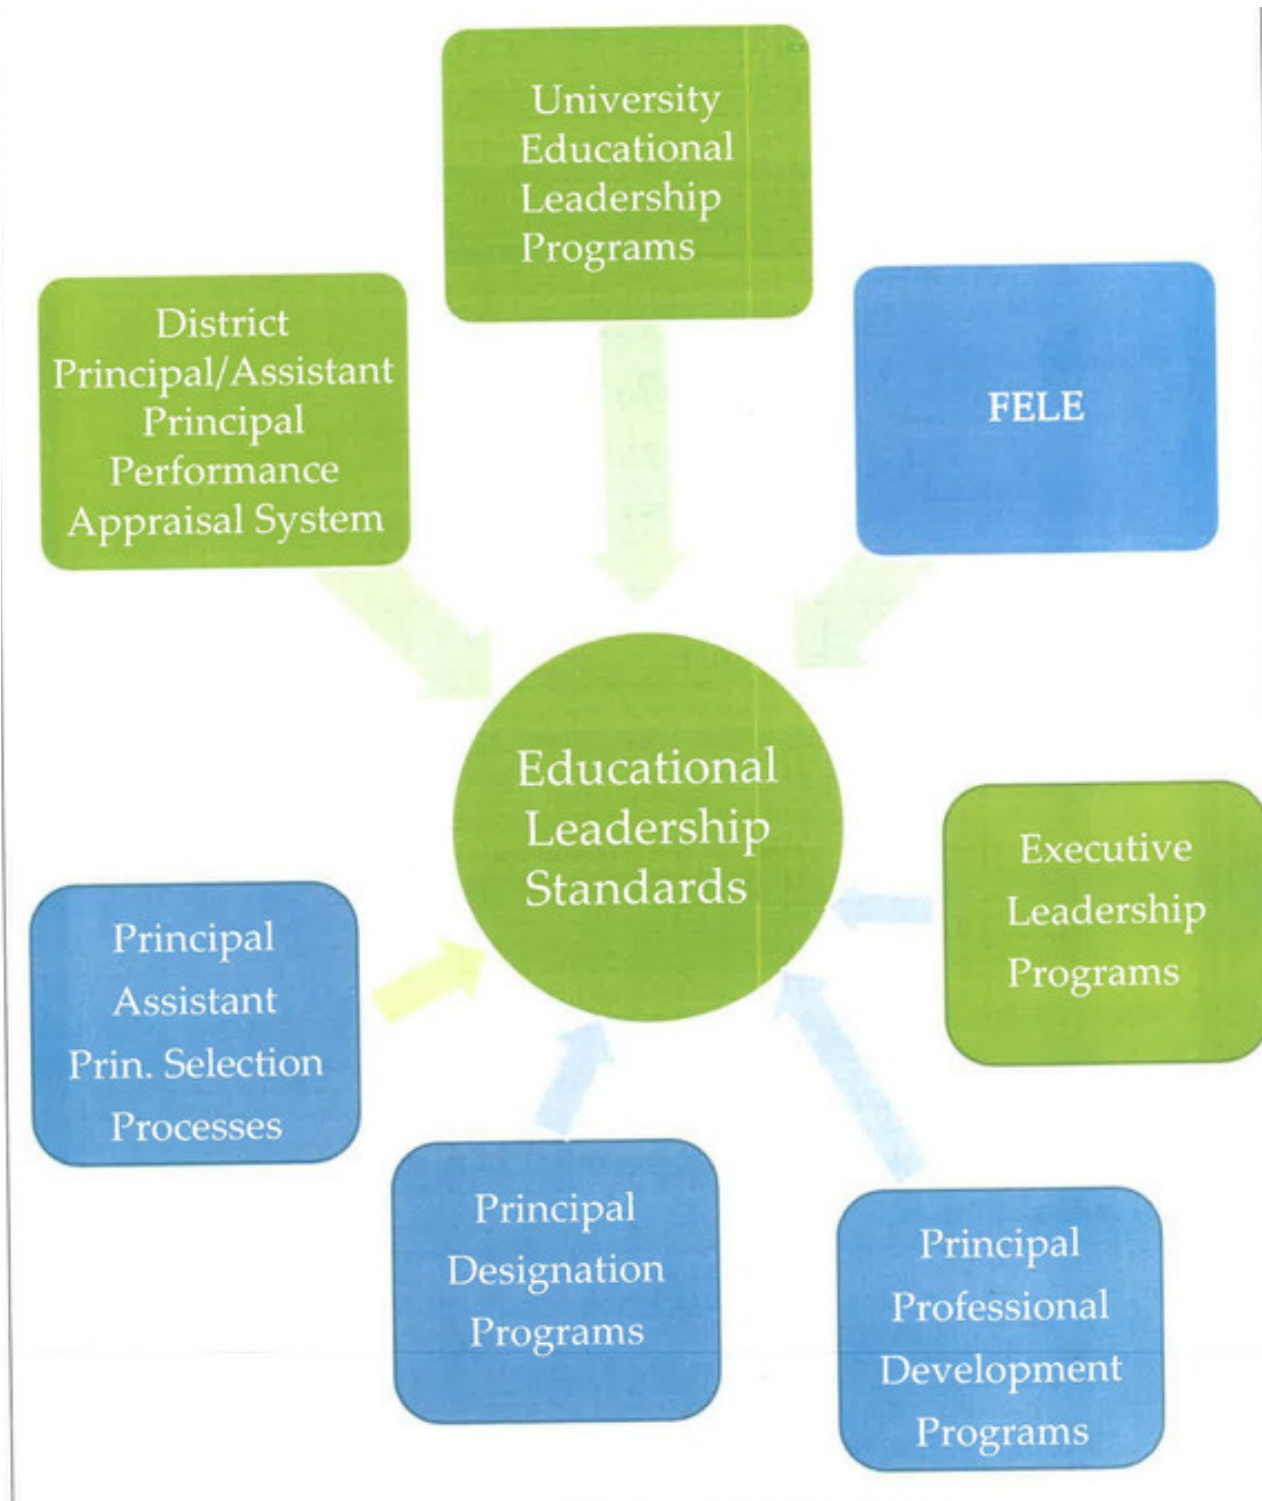 University
Educational
Leadership
Programs
District
Principal/Assistant
Principal
Performance
Appraisal System
FELE
Educational
Leadership
Standards
Executive
Leadership
Programs
Principal
Assistant
Prin. Selection
Processes
Principal
Designation
Programs
Principal
Professional
Development
Programs